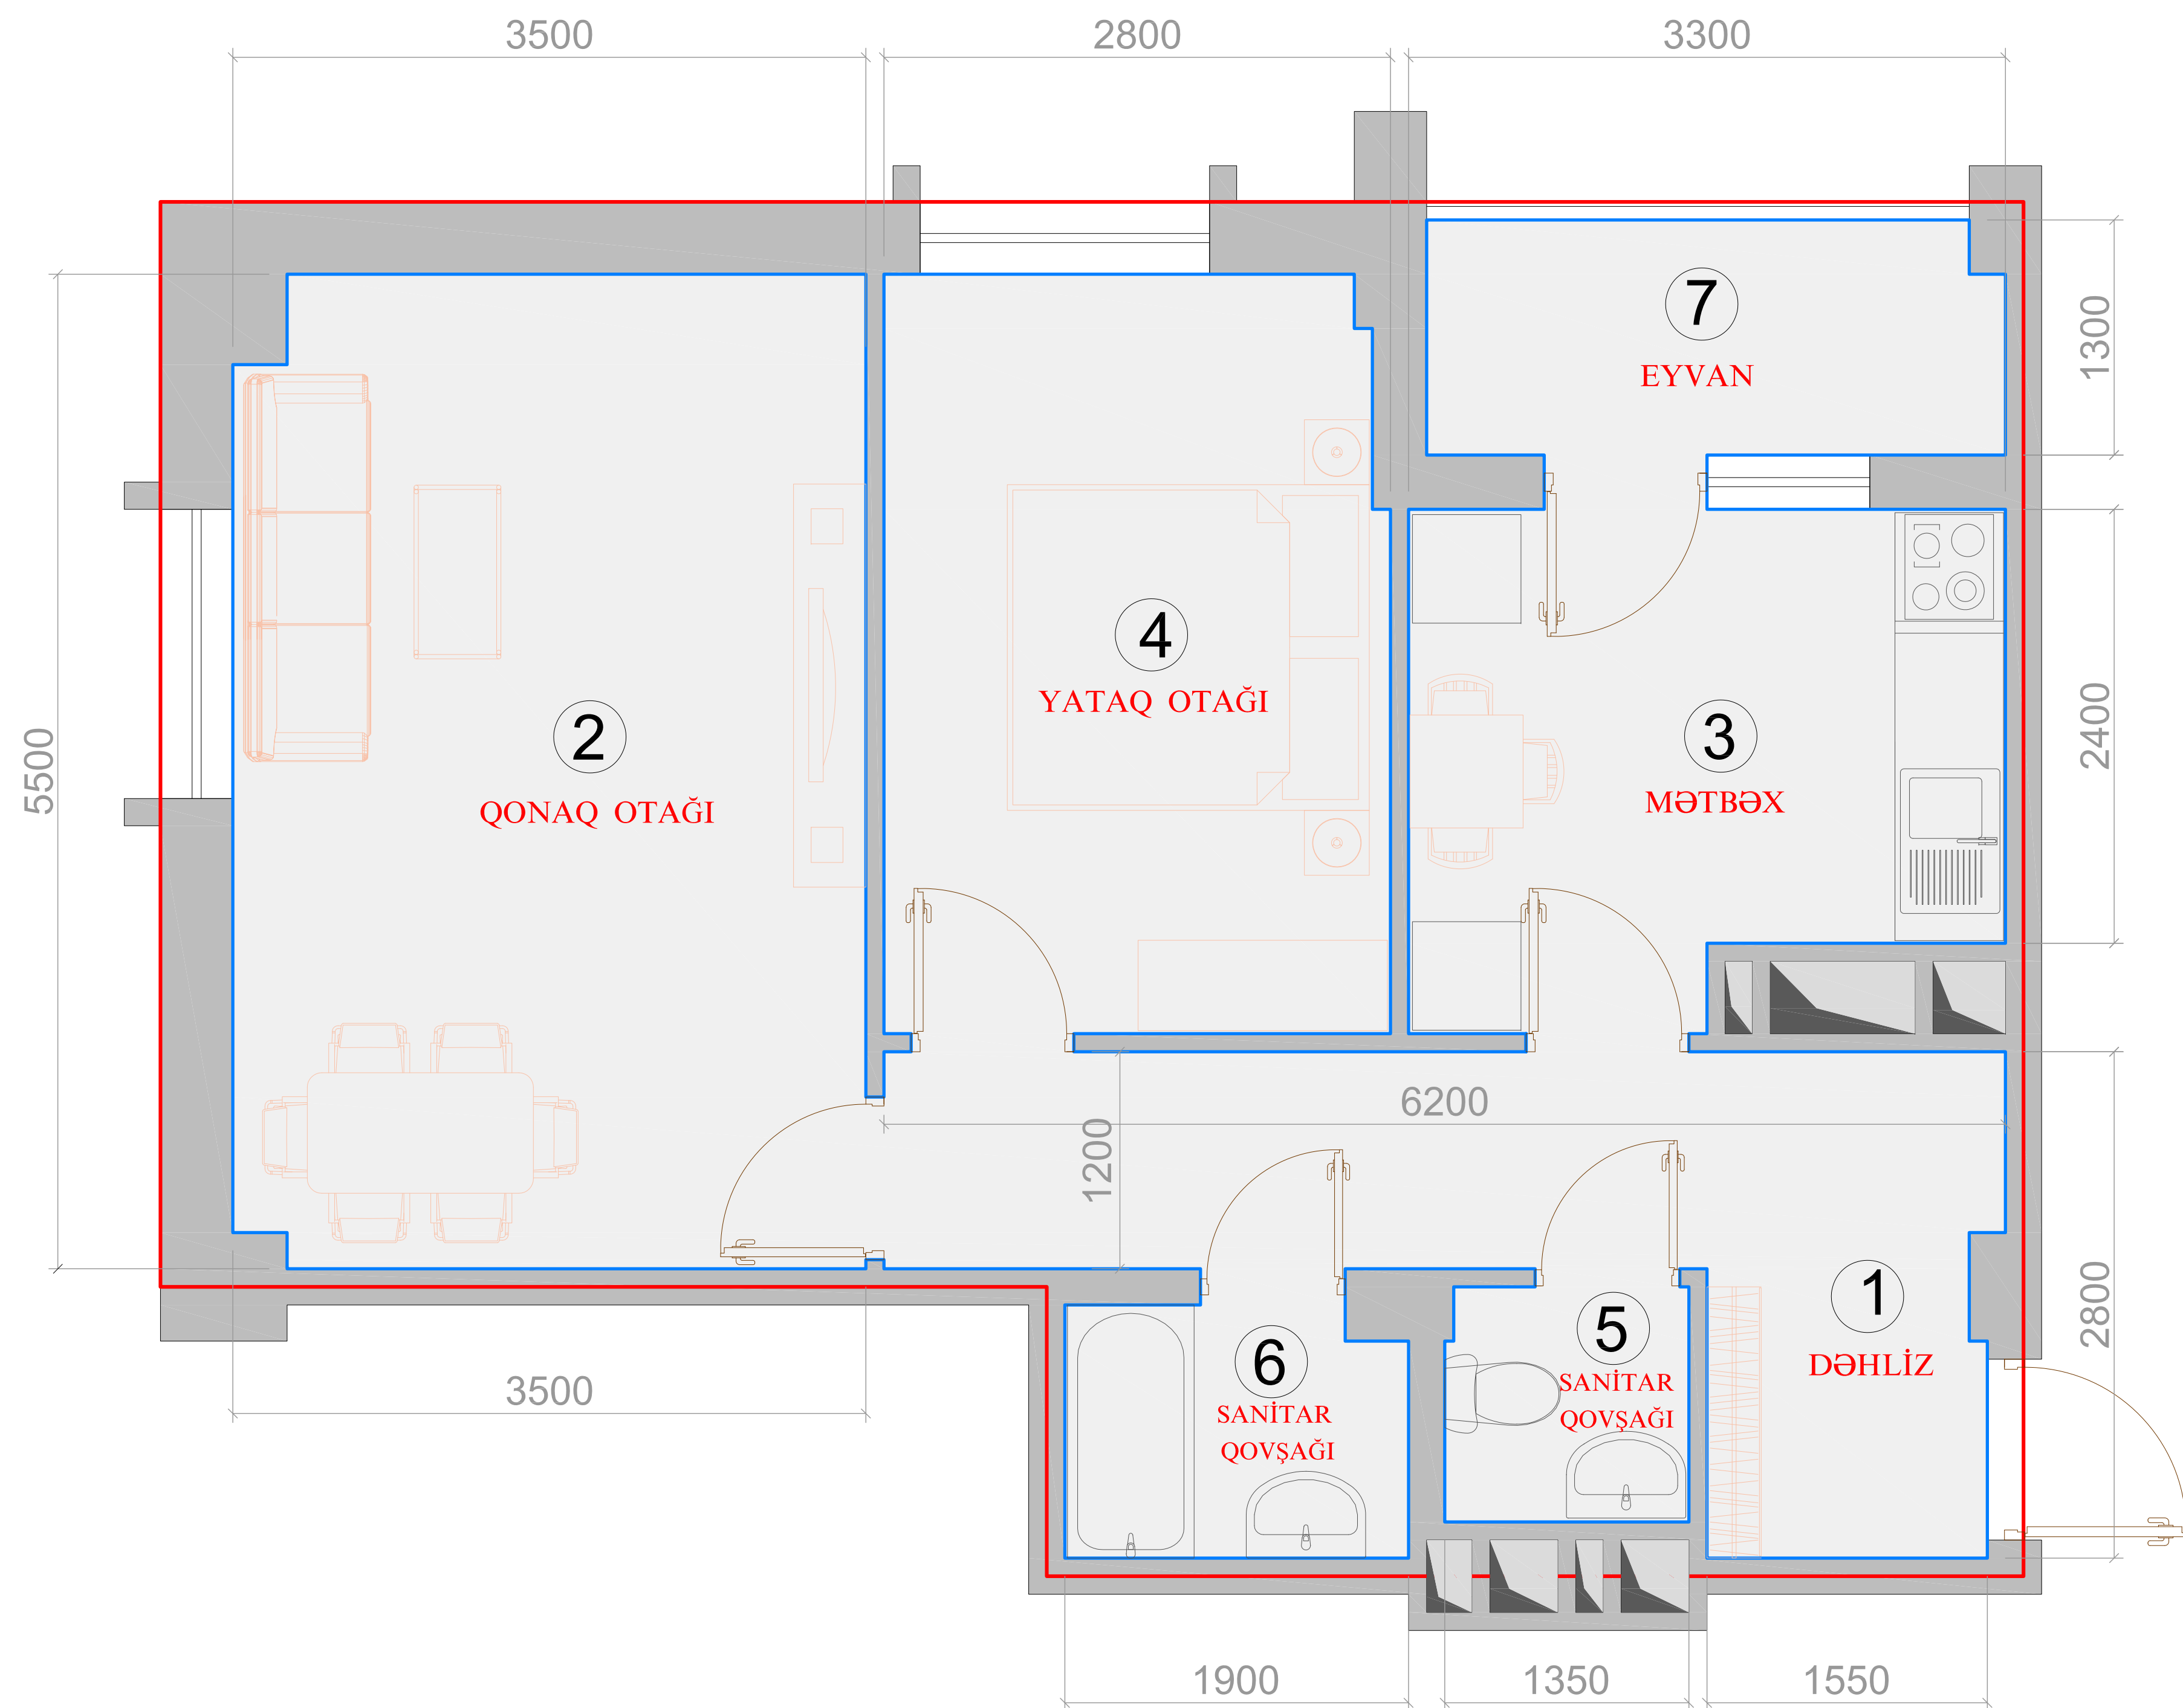 3500
2800
3300
7
EYVAN
1300
4
YATAQ OTAĞI
2
QONAQ OTAĞI
3
MƏTBƏX
2400
5500
6200
1200
1
DƏHLİZ
2800
5
SANİTAR
QOVŞAĞI
6
SANİTAR
QOVŞAĞI
3500
1900
1350
1550